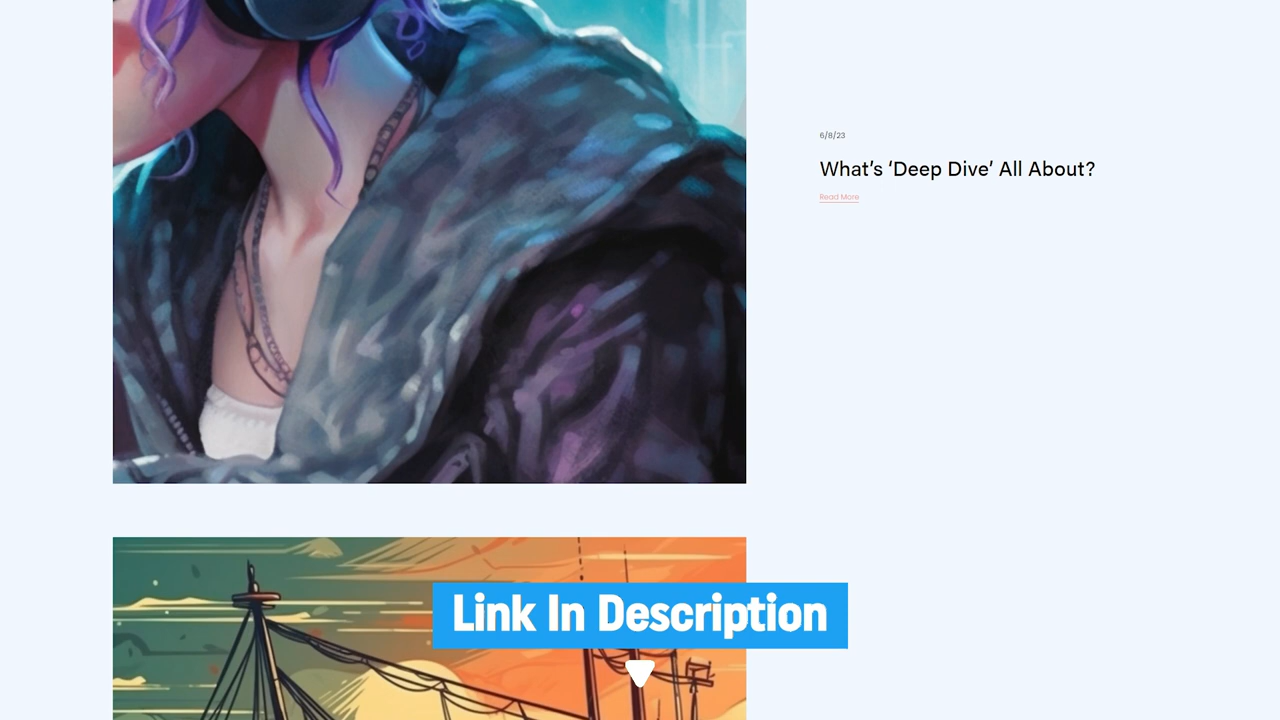 6/8/23
What's ‘Deep Dive’ All About?
Read More
Link In Description